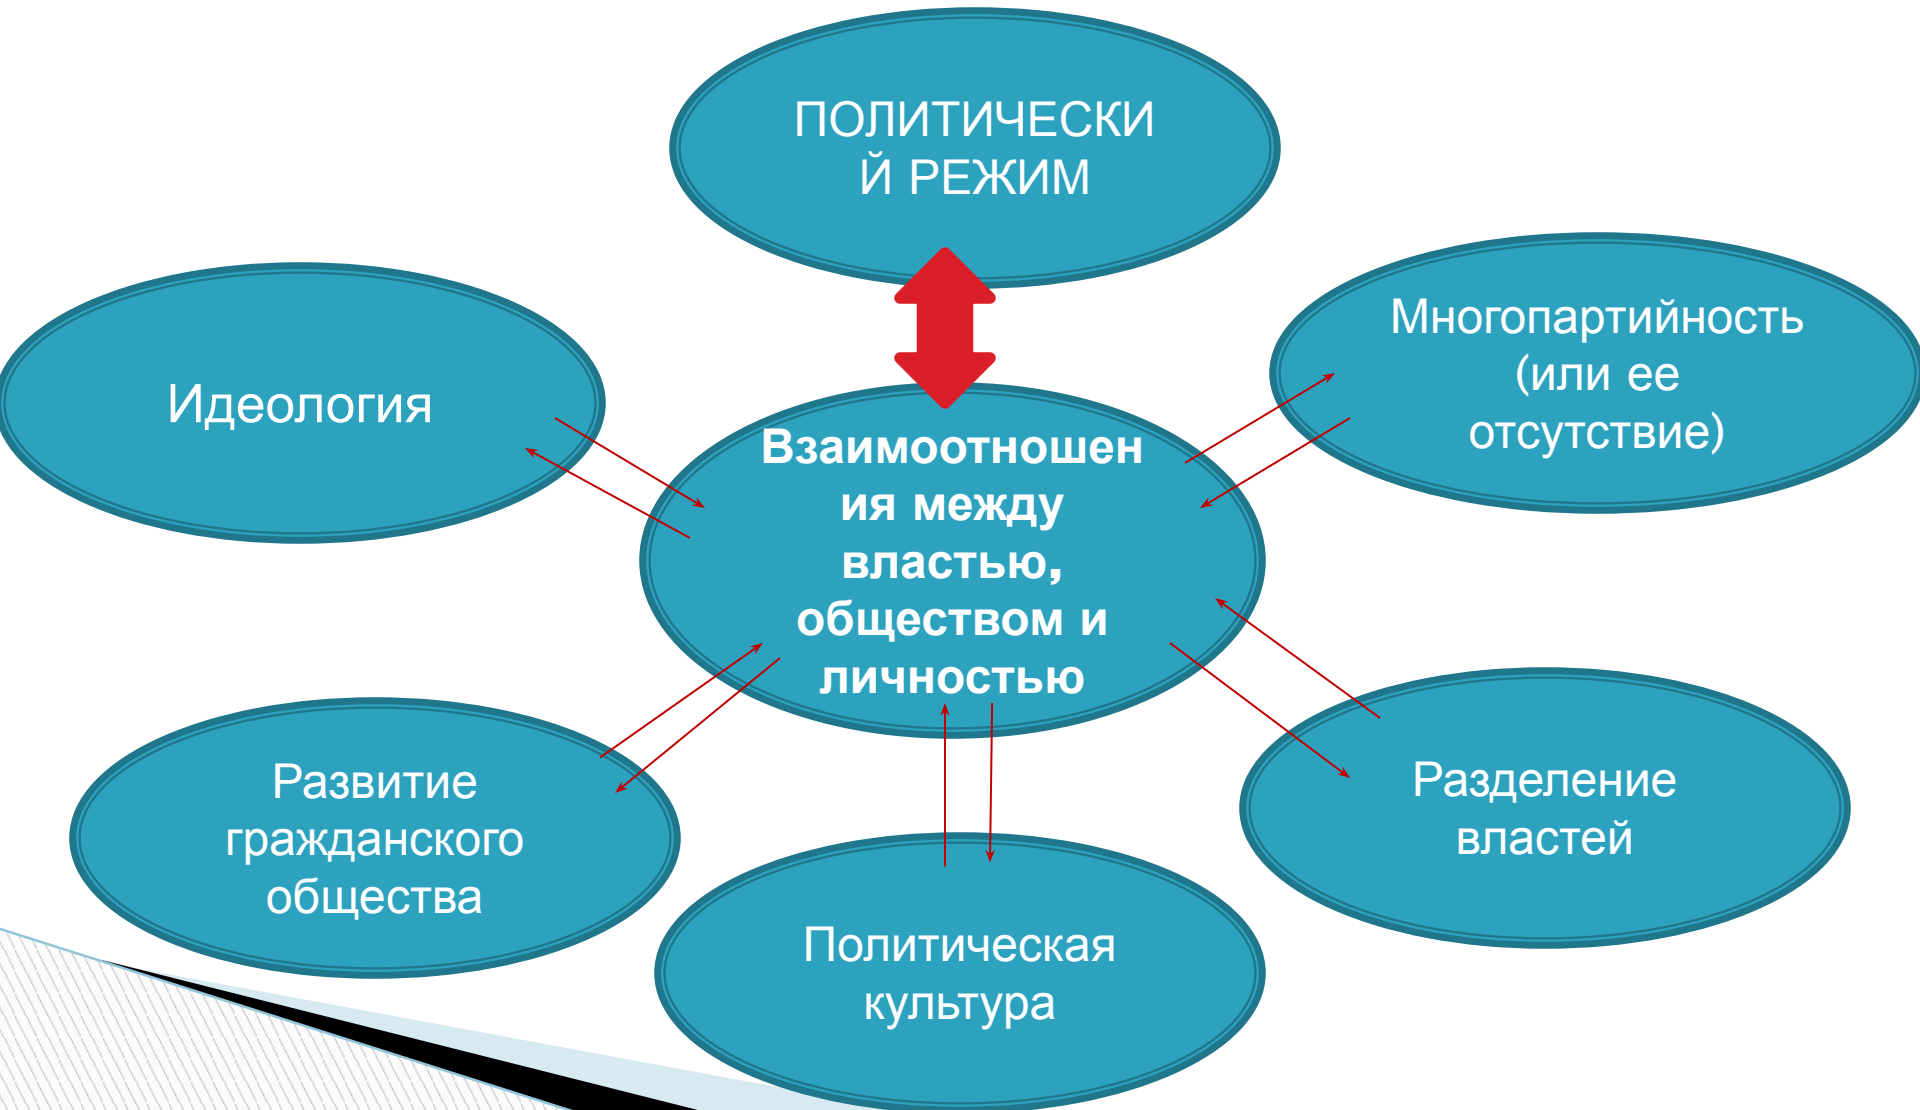 ПОЛИТИЧЕСКИ
Й РЕЖИМ
Идеология
Многопартийность
(или ее
отсутствие)
Взаимоотношен
ия между
властью,
обществом и
личностью
Развитие
гражданского
общества
Политическая
культура
Разделение
властей